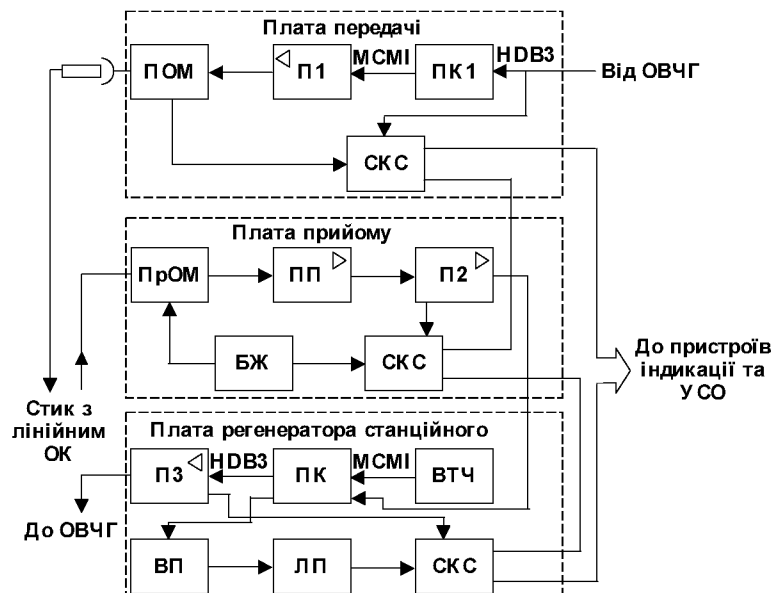 Плата передачі
ПОМ
П1
MCMI
ПК1
HDB3
Від ОВЧГ
СКС
Плата прийому
ПрОМ
ПП
П2
БЖ
СКС
До пристроїв
індикації та
УСО
Стик з
лінійним
ОК
Плата регенератора станційного
П3
HDB3
ПК
MCMI
ВТЧ
До ОВЧГ
ВП
ЛП
СКС